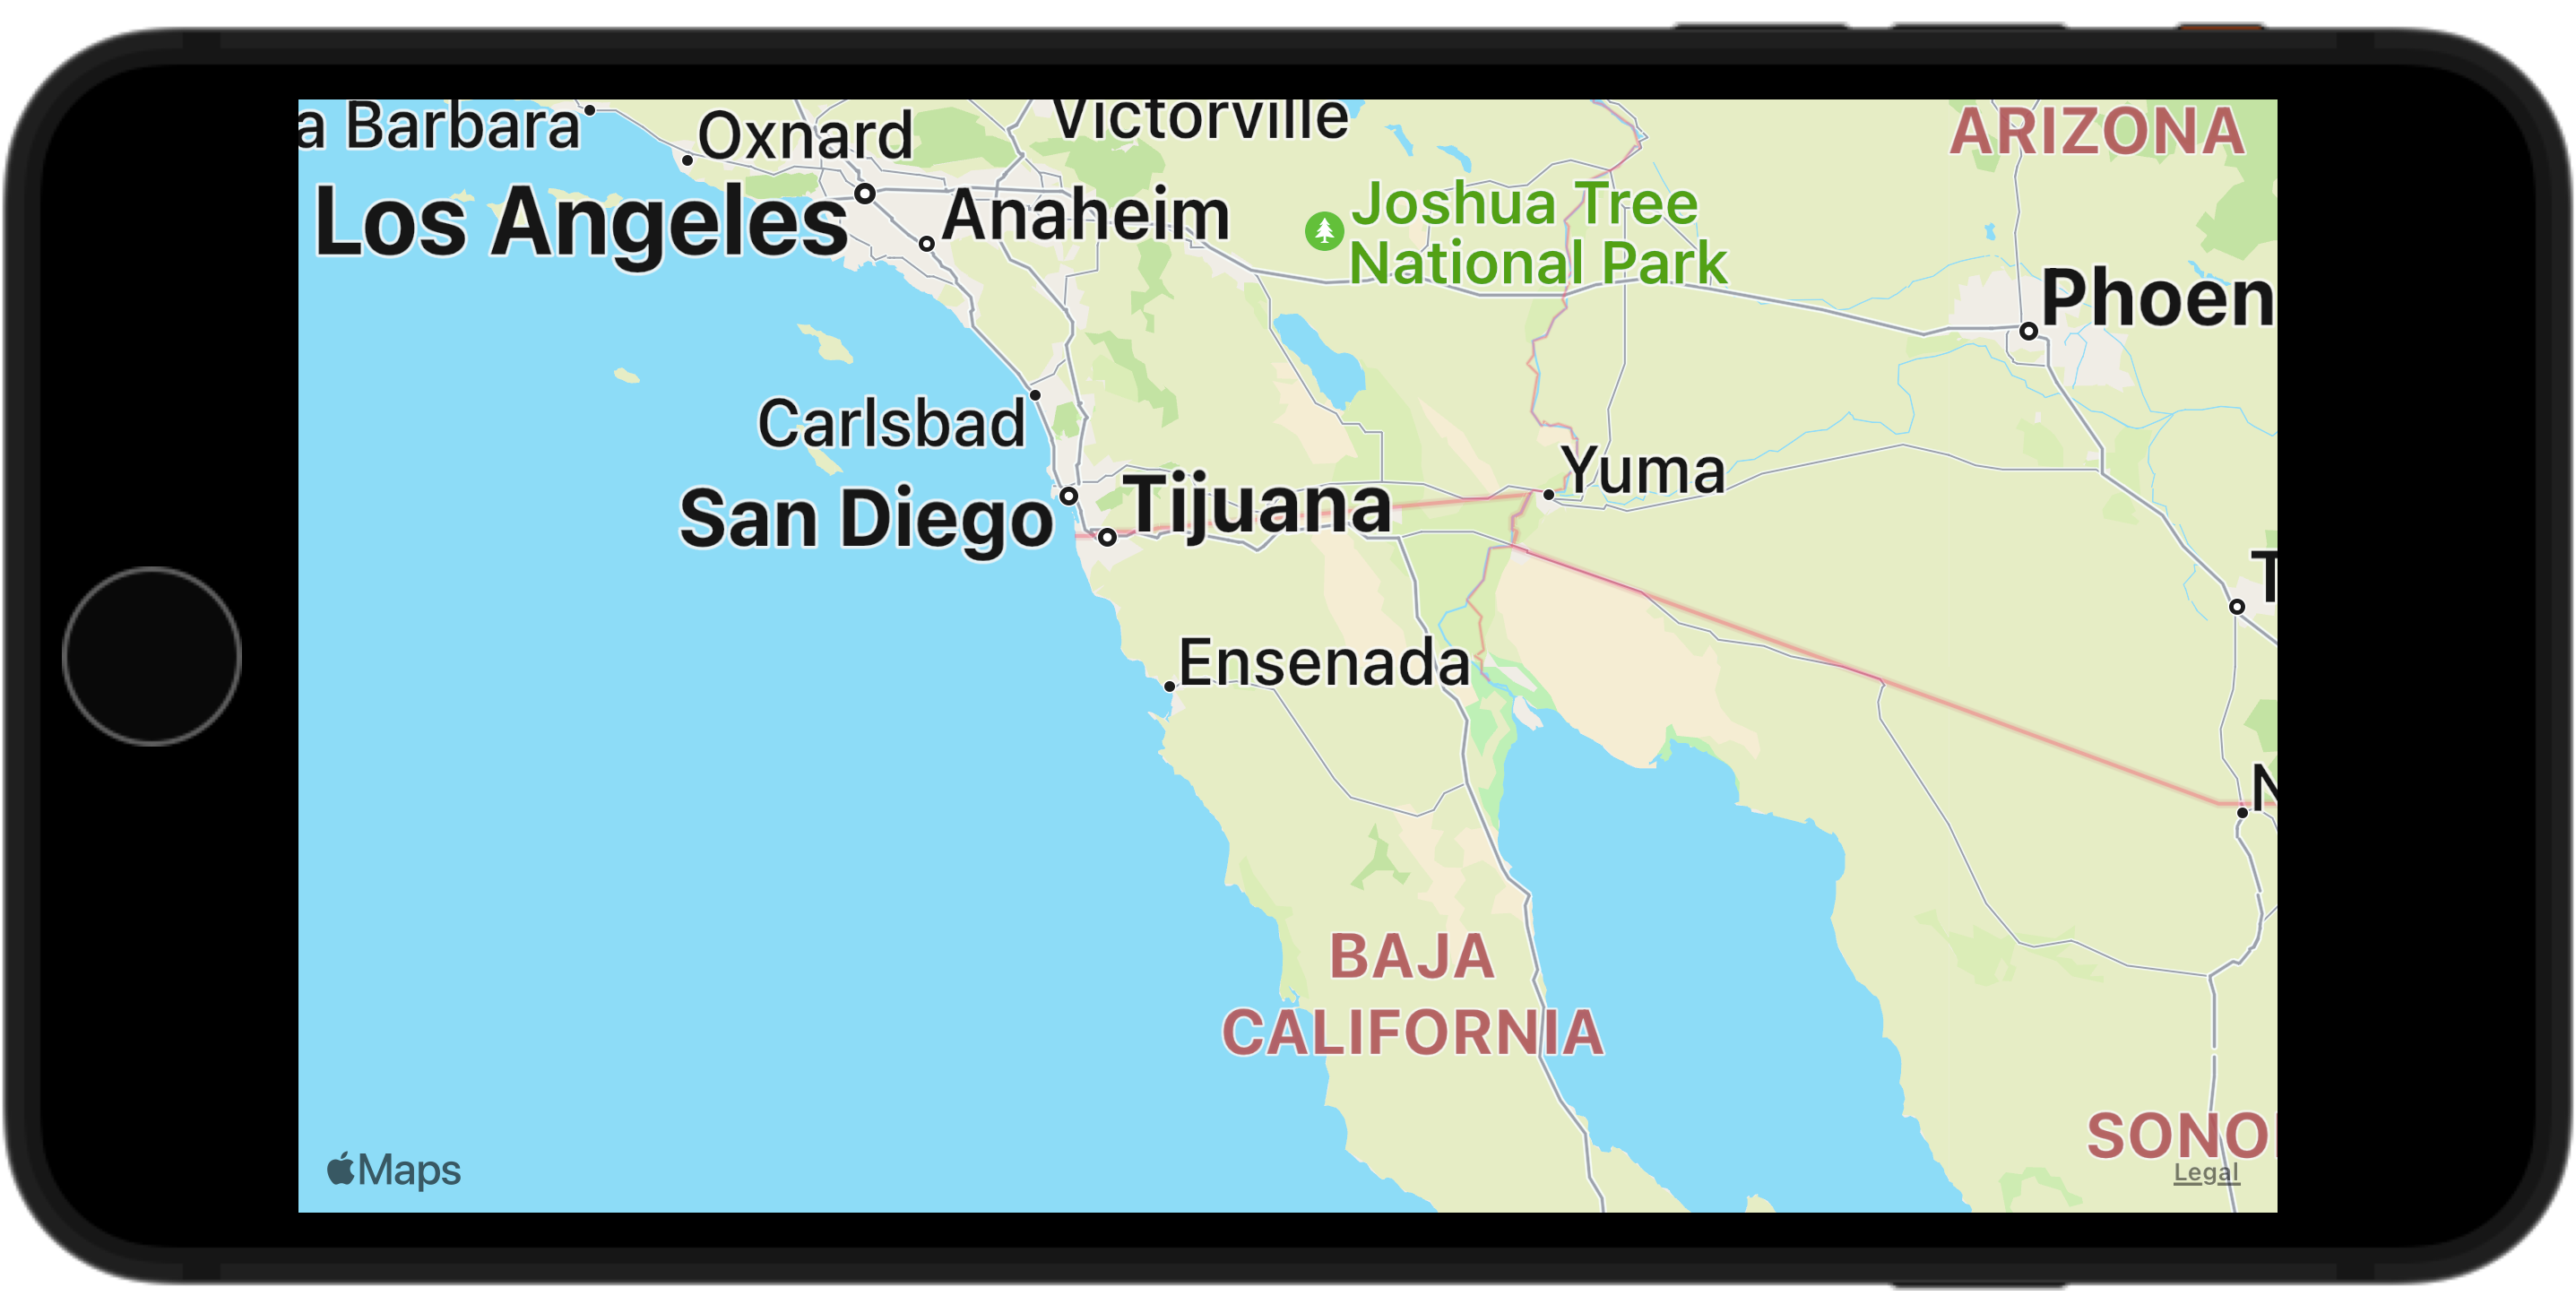 a Barbara
Oxnard
Victorville
ARIZONA
Los Angeles
Anaheim
Joshua Tree
National Park
Phoen
Carlsbad
Yuma
San Diego
Tijuana
T
Ensenada
N
BAJA
CALIFORNIA
SONO
Maps
Legal